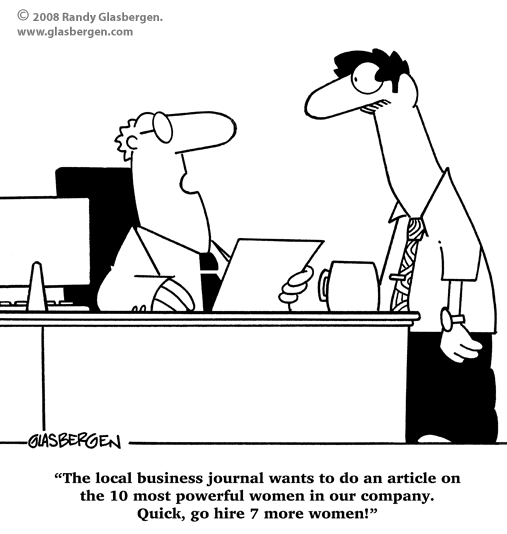 © 2008 Randy Glasbergen.
www.glasbergen.com
GLASBERGEN
“The local business journal wants to do an article on
the 10 most powerful women in our company.
Quick, go hire 7 more women!”